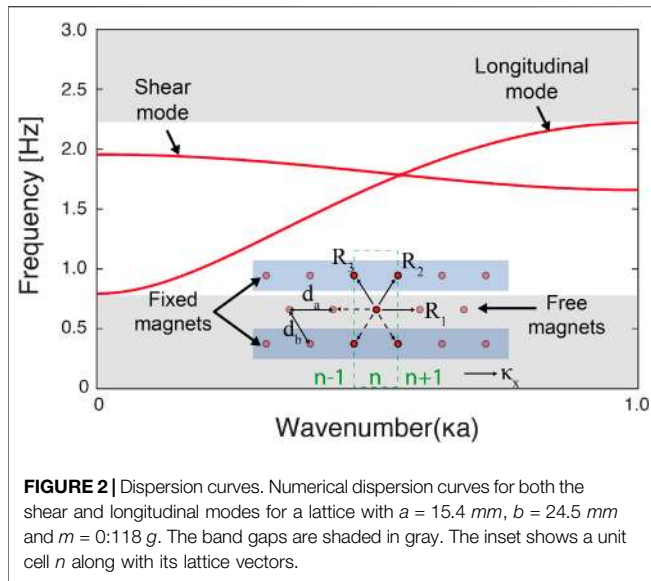 3.0
2.5
2.0
1.5
1.0
0.5
0
Frequency [Hz]
Shear
mode
Longitudinal
mode
R3
R2
da
R1
db
Fixed
magnets
Free
magnets
n-1 n n+1
κx
0
1.0
Wavenumber(κa)
FIGURE 2 | Dispersion curves. Numerical dispersion curves for both the
shear and longitudinal modes for a lattice with a = 15.4 mm, b = 24.5 mm
and m = 0:118 g. The band gaps are shaded in gray. The inset shows a unit
cell n along with its lattice vectors.